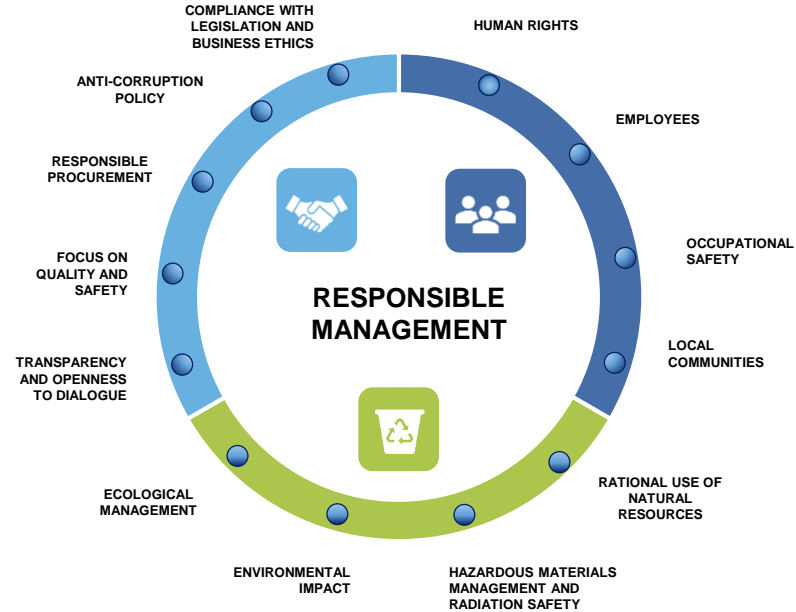 COMPLIANCE WITH
LEGISLATION AND
BUSINESS ETHICS
HUMAN RIGHTS
ANTI-CORRUPTION
POLICY
EMPLOYEES
RESPONSIBLE
PROCUREMENT
OCCUPATIONAL
SAFETY
FOCUS ON
QUALITY AND
SAFETY
RESPONSIBLE
MANAGEMENT
LOCAL
COMMUNITIES
TRANSPARENCY
AND OPENNESS
TO DIALOGUE
RATIONAL USE OF
NATURAL
RESOURCES
ECOLOGICAL
MANAGEMENT
ENVIRONMENTAL
IMPACT
HAZARDOUS MATERIALS
MANAGEMENT AND
RADIATION SAFETY